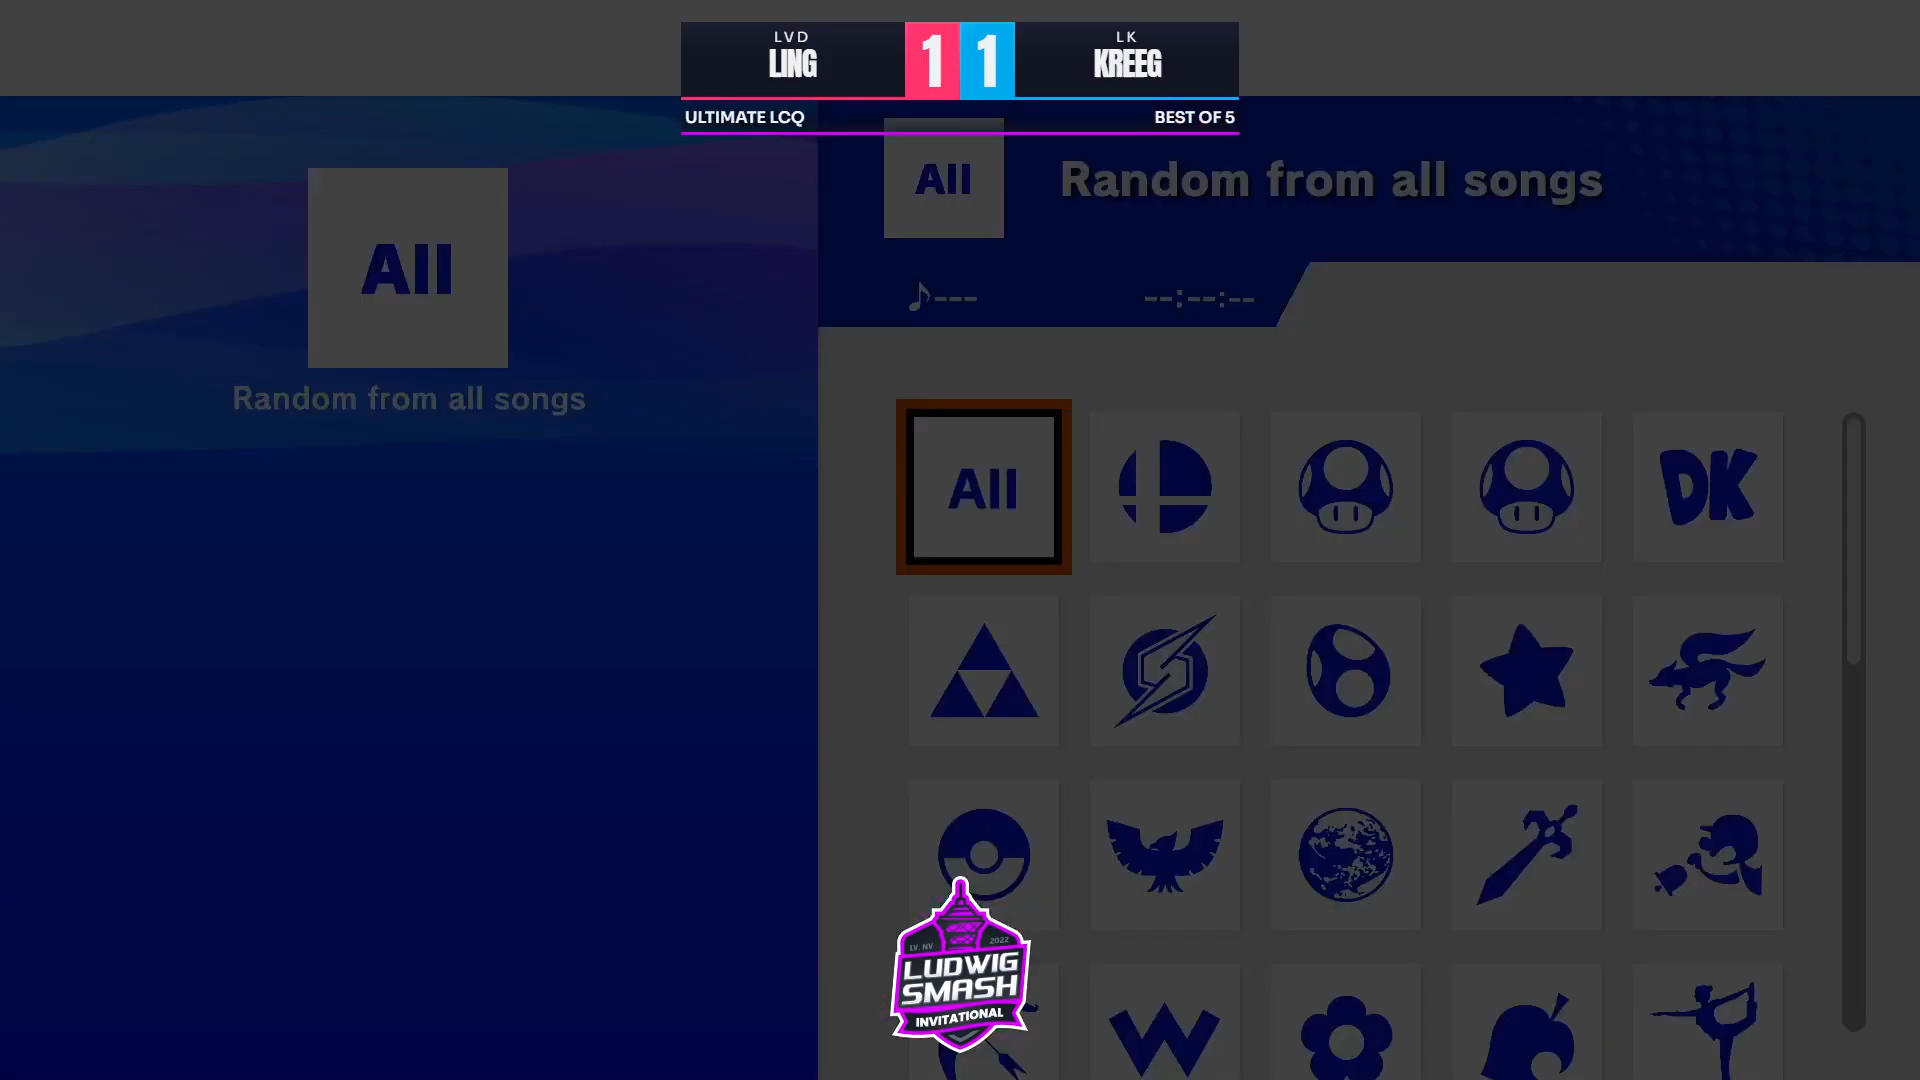 LVD
LING
1 1
LK
KREEG
ULTIMATE LCQ
BEST OF 5
All
Random from all songs
All
Random from all songs
♪---
--:--:--
All
DK
LV. NV
2022
LUDWIG
SMASH
INVITATIONAL